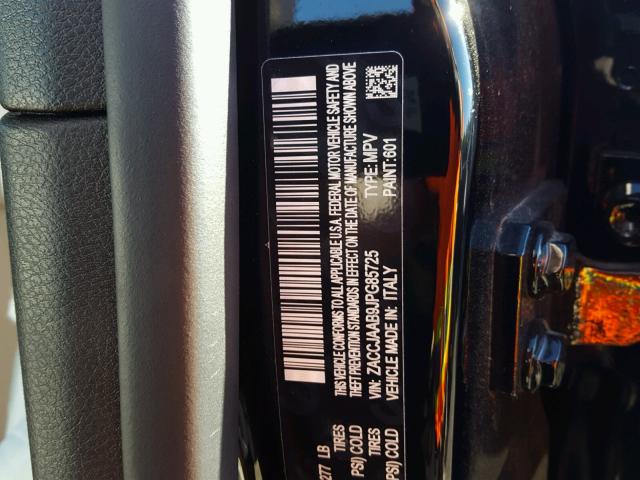 277 LB
TIRES
PSI) COLD
TIRES
PSI) COLD
THIS VEHICLE CONFORMS TO ALL APPLICABLE U.S.A. FEDERAL MOTOR VEHICLE SAFETY AND
THEFT PREVENTION STANDARDS IN EFFECT ON THE DATE OF MANUFACTURE SHOWN ABOVE
VIN: ZACCJAAB9JPG85725 TYPE: MPV
VEHICLE MADE IN: ITALY PAINT: 601